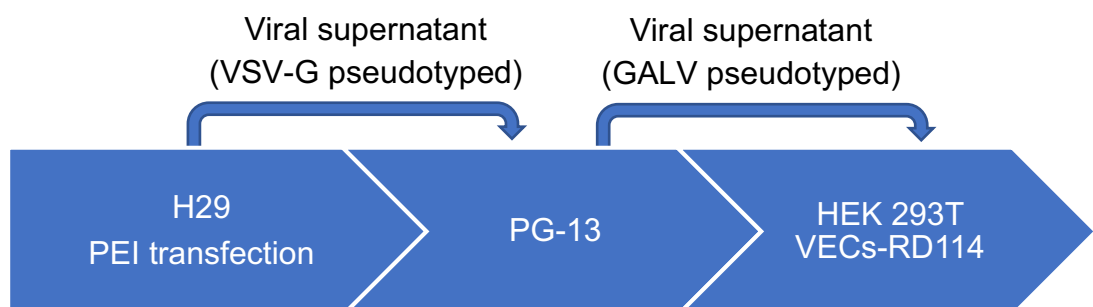 Viral supernatant
(VSV-G pseudotyped)
Viral supernatant
(GALV pseudotyped)
H29
PEI transfection
PG-13
HEK 293T
VECs-RD114